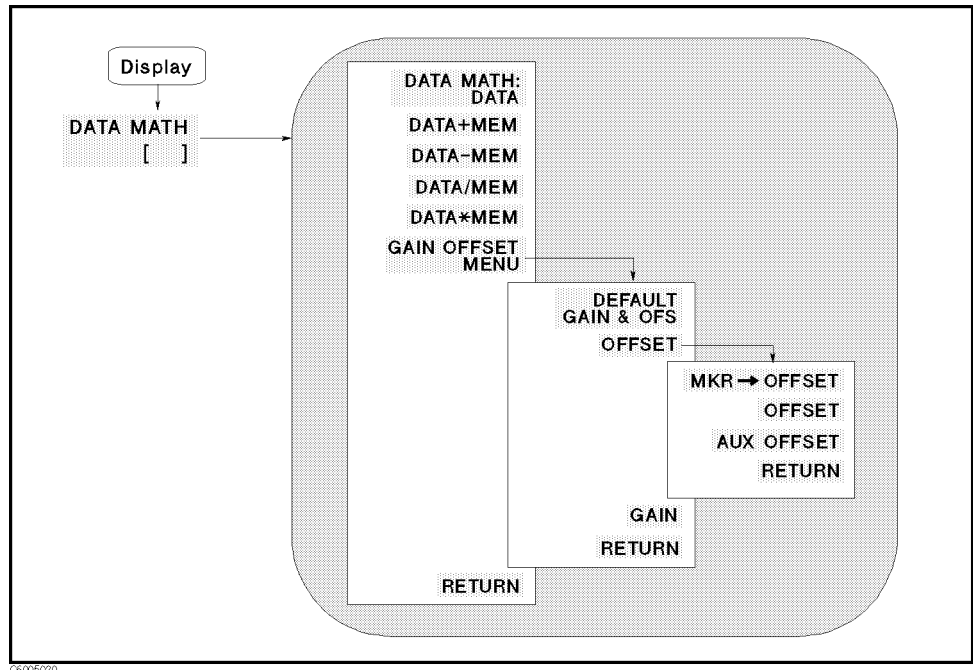 Display
DATA MATH
[ ]
DATA MATH:
DATA
DATA+MEM
DATA−MEM
DATA/MEM
DATA*MEM
GAIN OFFSET
MENU
DEFAULT
GAIN & OFS
OFFSET
MKR→OFFSET
OFFSET
AUX OFFSET
RETURN
GAIN
RETURN
RETURN
C6005020